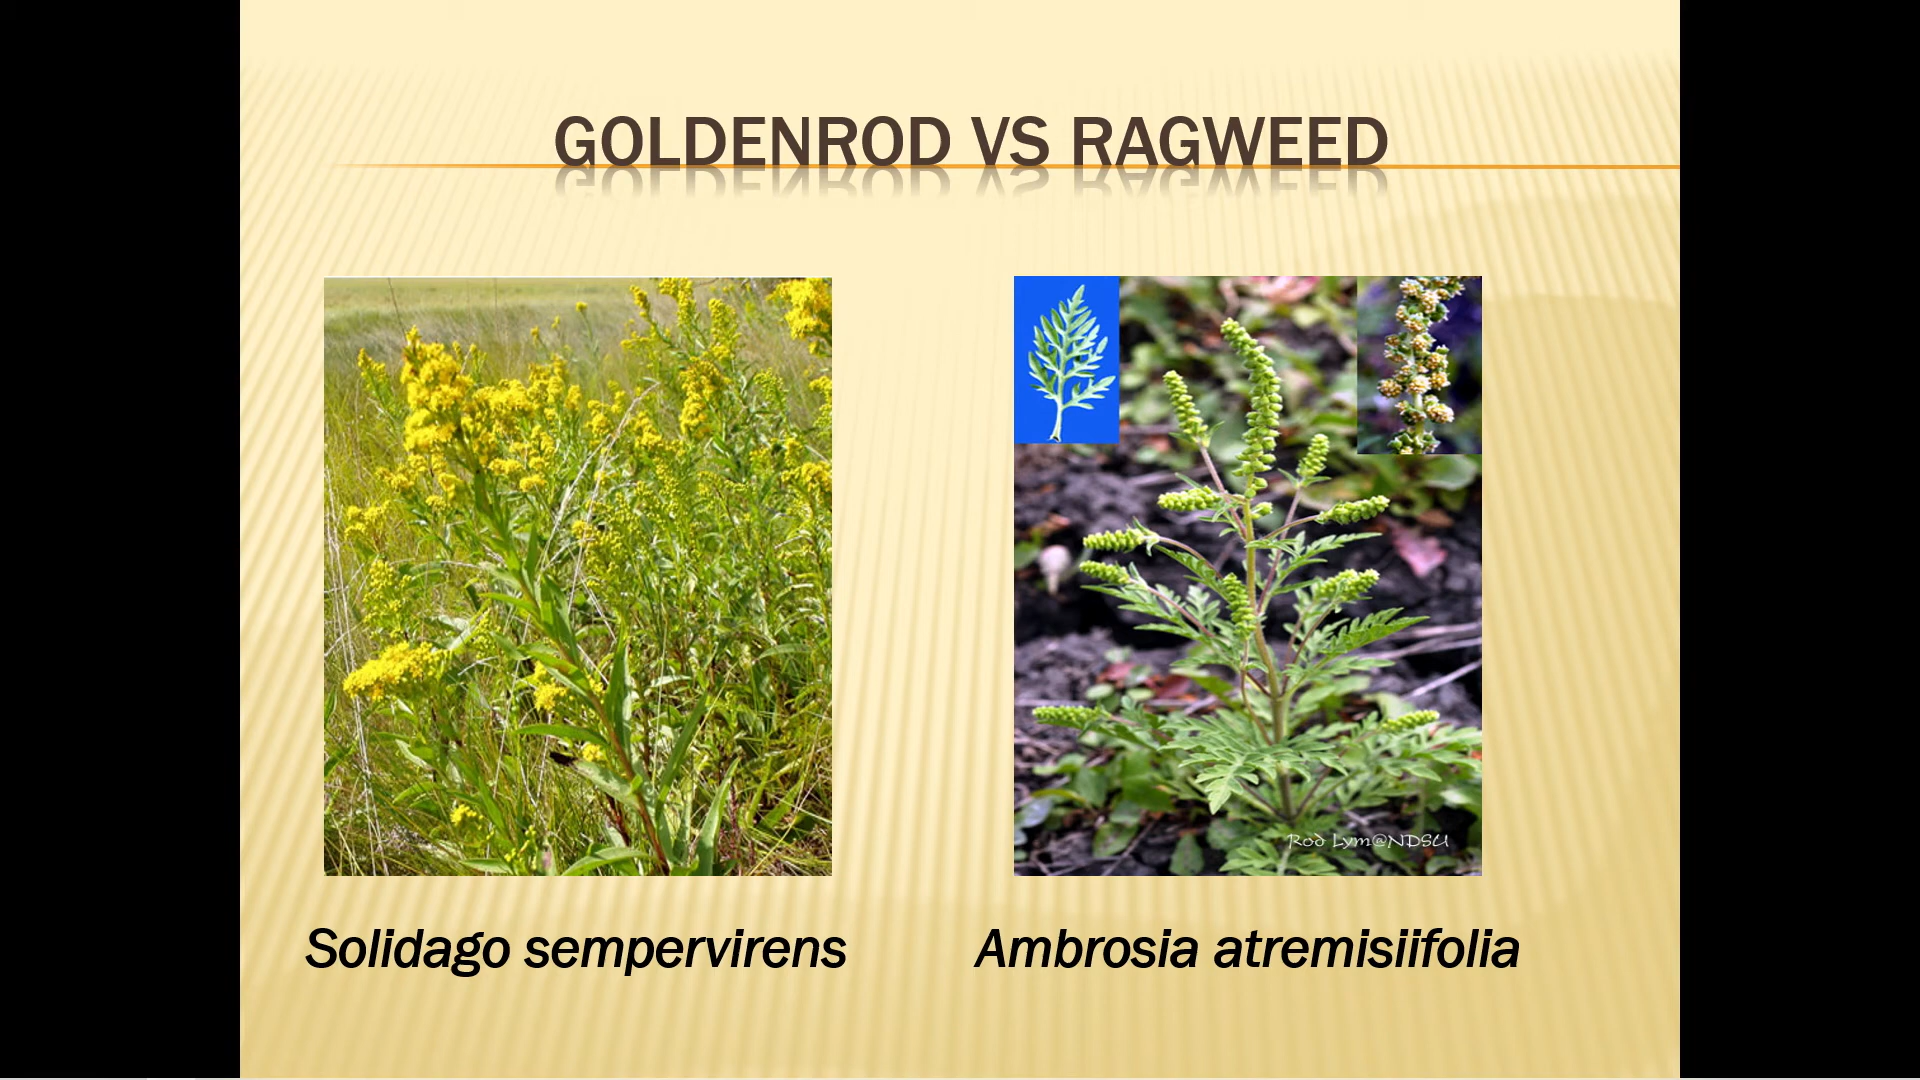 GOLDENROD VS RAGWEED
Rod Lym@NDSU
Solidago sempervirens
Ambrosia atremisiifolia